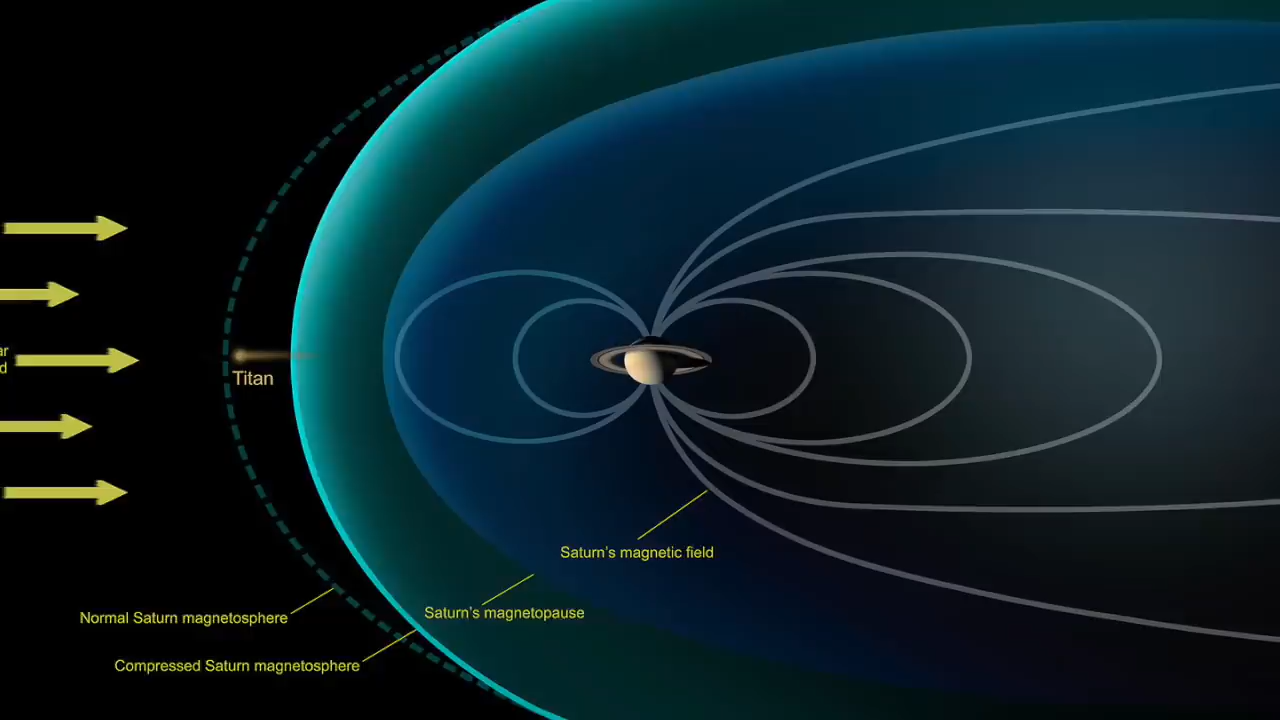 Titan
Saturn’s magnetic field
Saturn’s magnetopause
Normal Saturn magnetosphere
Compressed Saturn magnetosphere